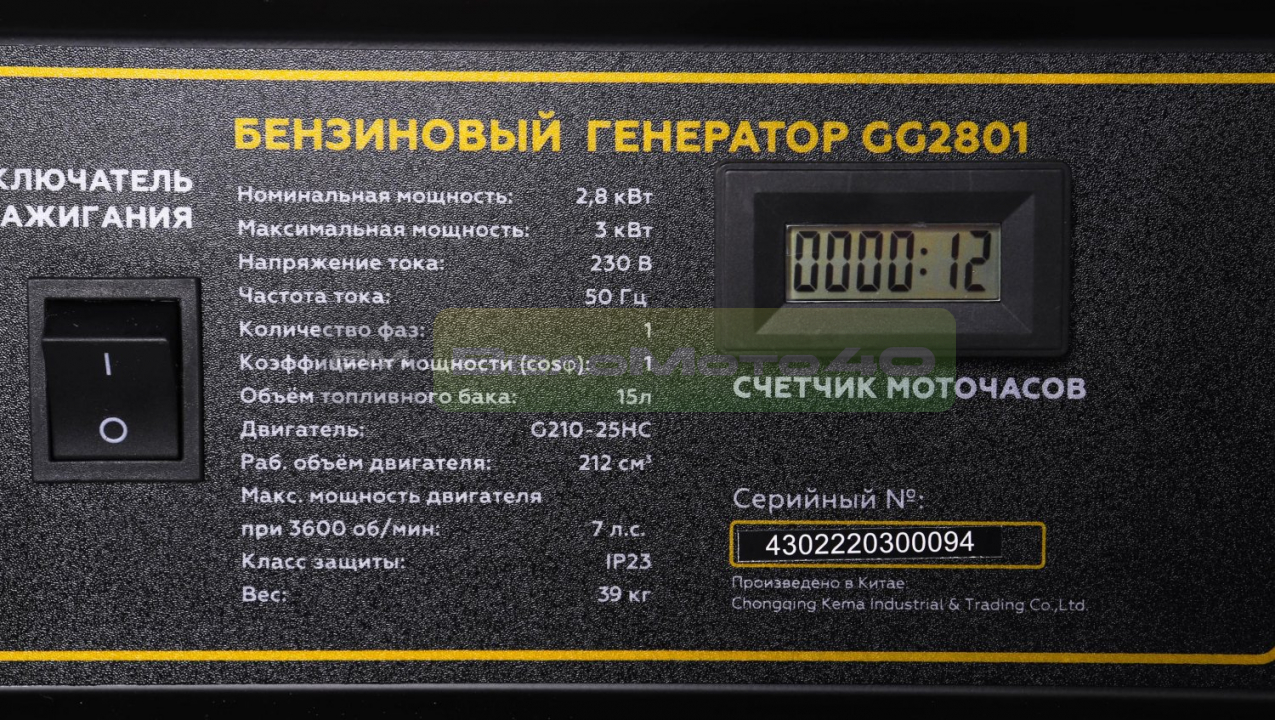 БЕНЗИНОВЫЙ ГЕНЕРАТОР GG2801
КЛЮЧАТЕЛЬ
АЖИГАНИЯ
I
O
Номинальная мощность: 2,8 кВт
Максимальная мощность: 3 кВт
Напряжение тока: 230 В
Частота тока: 50 Гц
Количество фаз: 1
Коэффициент мощности (cosφ): 1
Объём топливного бака: 15л
Двигатель: G210-25HC
Раб. объём двигателя: 212 см³
Макс. мощность двигателя
при 3600 об/мин: 7 л.с.
Класс защиты: IP23
Вес: 39 кг
0000:12
СЧЕТЧИК МОТОЧАСОВ
Серийный №:
4302220300094
Произведено в Китае:
Chongqing Kema Industrial & Trading Co.,Ltd.